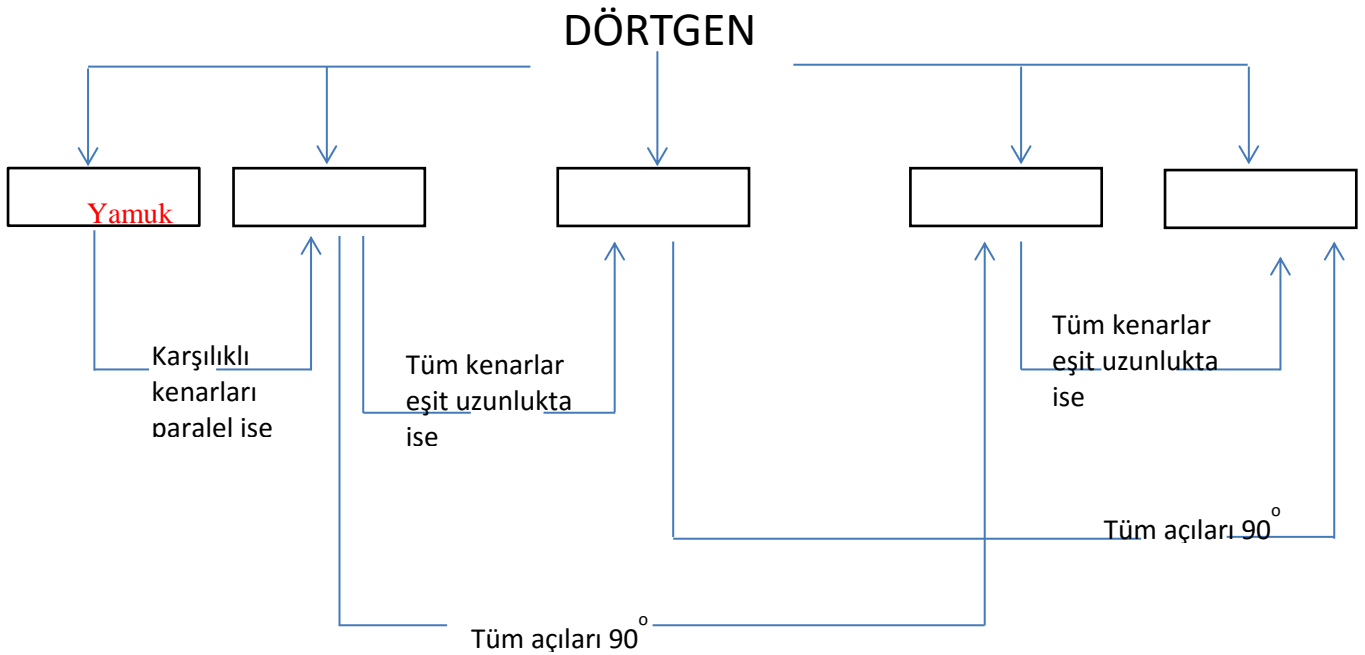 DÖRTGEN
Yamuk
Karşılıklı
kenarları
paralel ise
Tüm kenarlar
eşit uzunlukta
ise
Tüm kenarlar
eşit uzunlukta
ise
Tüm açıları 90°
Tüm açıları 90°